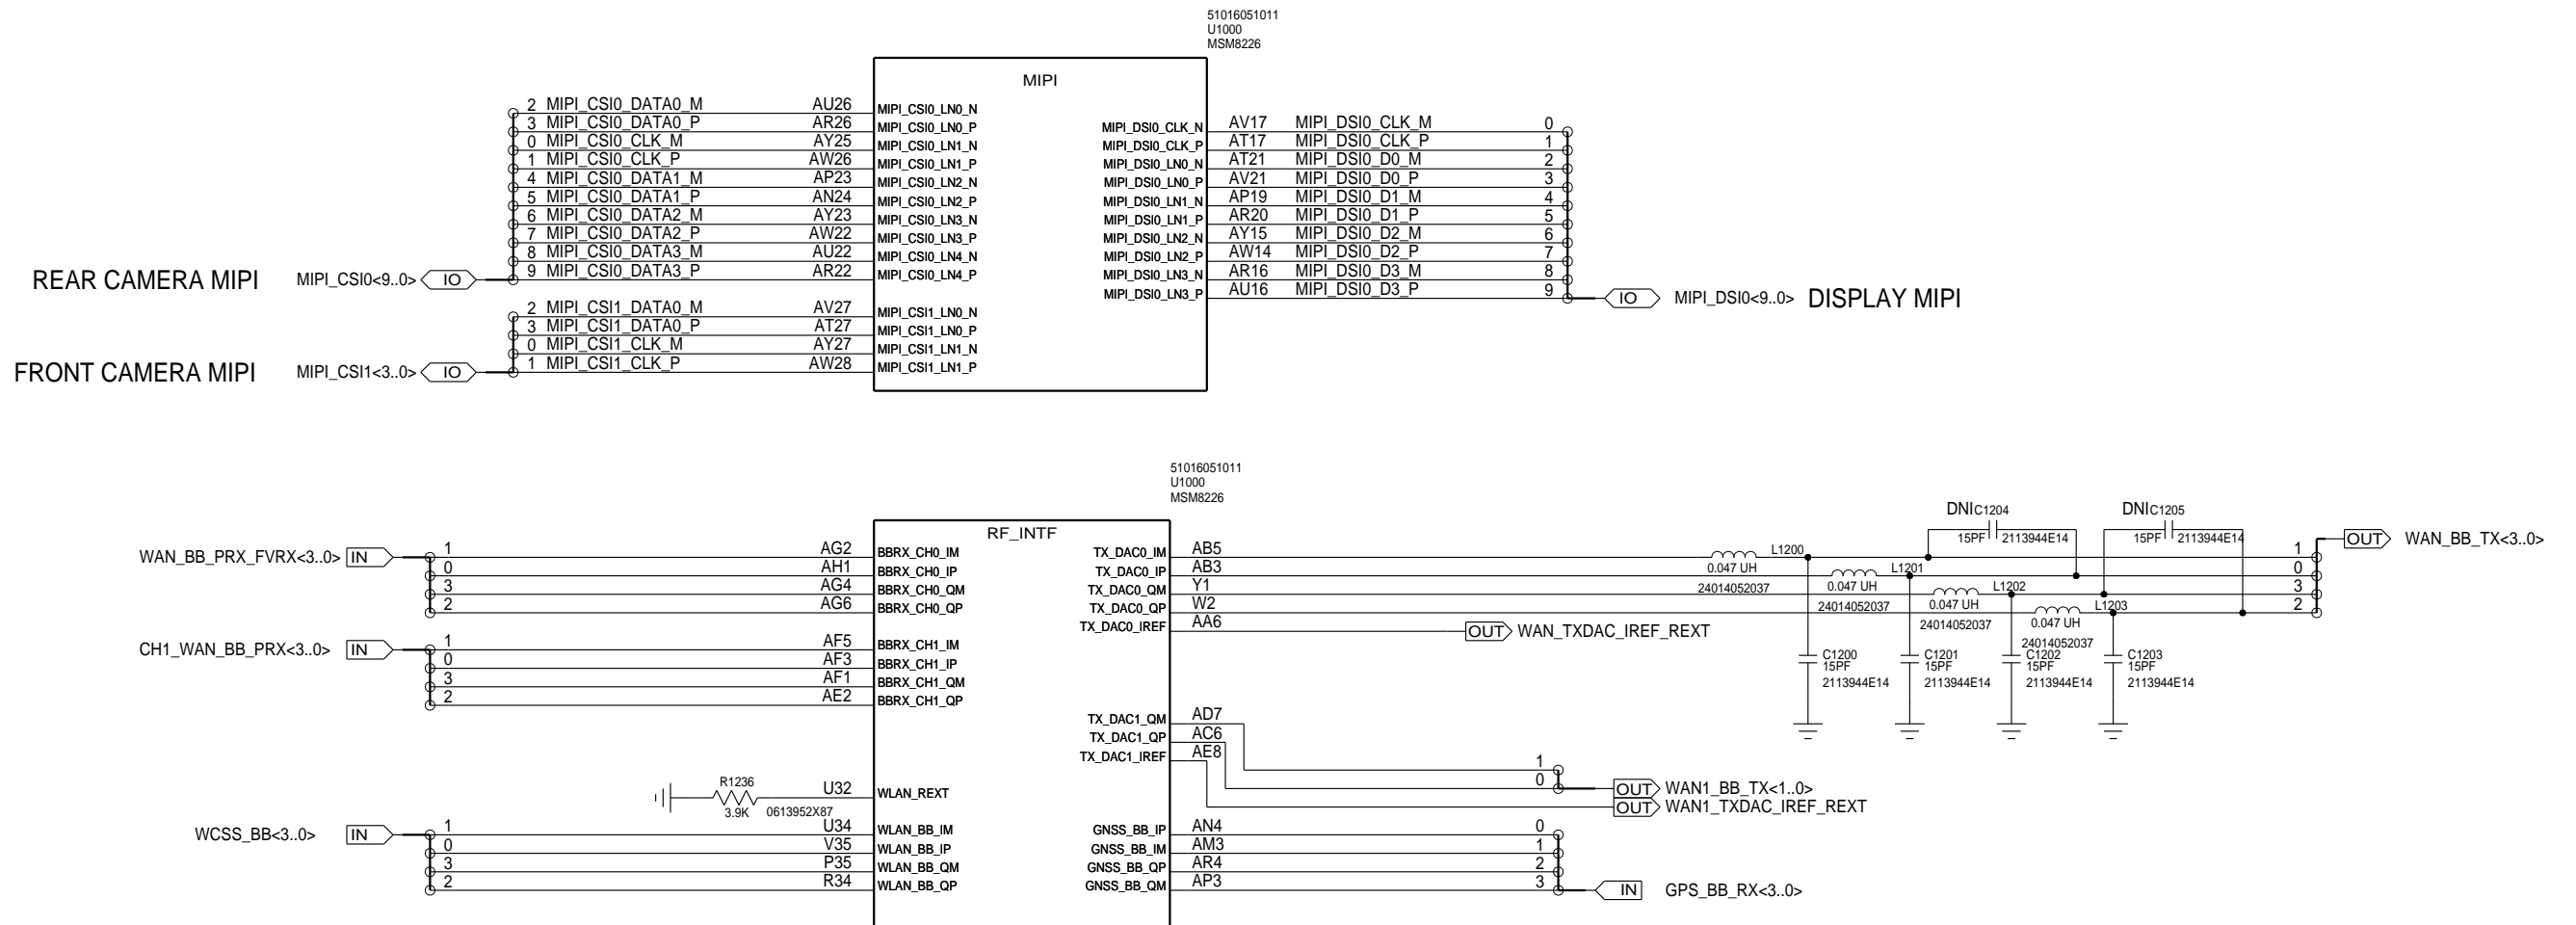 51016051011
U1000
MSM8226
MIPI
2 MIPI_CSI0_DATA0_M AU26 MIPI_CSI0_LN0_N
3 MIPI_CSI0_DATA0_P AR26 MIPI_CSI0_LN0_P
0 MIPI_CSI0_CLK_M AY25 MIPI_CSI0_LN1_N
1 MIPI_CSI0_CLK_P AW26 MIPI_CSI0_LN1_P
4 MIPI_CSI0_DATA1_M AP23 MIPI_CSI0_LN2_N
5 MIPI_CSI0_DATA1_P AN24 MIPI_CSI0_LN2_P
6 MIPI_CSI0_DATA2_M AY23 MIPI_CSI0_LN3_N
7 MIPI_CSI0_DATA2_P AW22 MIPI_CSI0_LN3_P
8 MIPI_CSI0_DATA3_M AU22 MIPI_CSI0_LN4_N
9 MIPI_CSI0_DATA3_P AR22 MIPI_CSI0_LN4_P
REAR CAMERA MIPI MIPI_CSI0<9..0> IO
2 MIPI_CSI1_DATA0_M AV27 MIPI_CSI1_LN0_N
3 MIPI_CSI1_DATA0_P AT27 MIPI_CSI1_LN0_P
0 MIPI_CSI1_CLK_M AY27 MIPI_CSI1_LN1_N
1 MIPI_CSI1_CLK_P AW28 MIPI_CSI1_LN1_P
FRONT CAMERA MIPI MIPI_CSI1<3..0> IO
MIPI_DSI0_CLK_N AV17 MIPI_DSI0_CLK_M 0
MIPI_DSI0_CLK_P AT17 MIPI_DSI0_CLK_P 1
MIPI_DSI0_LN0_N AT21 MIPI_DSI0_D0_M 2
MIPI_DSI0_LN0_P AV21 MIPI_DSI0_D0_P 3
MIPI_DSI0_LN1_N AP19 MIPI_DSI0_D1_M 4
MIPI_DSI0_LN1_P AR20 MIPI_DSI0_D1_P 5
MIPI_DSI0_LN2_N AY15 MIPI_DSI0_D2_M 6
MIPI_DSI0_LN2_P AW14 MIPI_DSI0_D2_P 7
MIPI_DSI0_LN3_N AR16 MIPI_DSI0_D3_M 8
MIPI_DSI0_LN3_P AU16 MIPI_DSI0_D3_P 9
IO MIPI_DSI0<9..0> DISPLAY MIPI
51016051011
U1000
MSM8226
RF_INTF
WAN_BB_PRX_FVRX<3..0> IN
1 AG2 BBRX_CH0_IM
0 AH1 BBRX_CH0_IP
3 AG4 BBRX_CH0_QM
2 AG6 BBRX_CH0_QP
CH1_WAN_BB_PRX<3..0> IN
1 AF5 BBRX_CH1_IM
0 AF3 BBRX_CH1_IP
3 AF1 BBRX_CH1_QM
2 AE2 BBRX_CH1_QP
R1236
3.9K
0613952X87
U32 WLAN_REXT
WCSS_BB<3..0> IN
1 U34 WLAN_BB_IM
0 V35 WLAN_BB_IP
3 P35 WLAN_BB_QM
2 R34 WLAN_BB_QP
TX_DAC0_IM AB5
TX_DAC0_IP AB3
TX_DAC0_QM Y1
TX_DAC0_QP W2
TX_DAC0_IREF AA6
OUT WAN_TXDAC_IREF_REXT
L1200
0.047 UH
24014052037
L1201
0.047 UH
24014052037
L1202
0.047 UH
24014052037
L1203
0.047 UH
24014052037
DNI C1204
15PF 2113944E14
DNI C1205
15PF 2113944E14
1
0
3
2
OUT WAN_BB_TX<3..0>
C1200
15PF
2113944E14
C1201
15PF
2113944E14
C1202
15PF
2113944E14
C1203
15PF
2113944E14
TX_DAC1_QM AD7
TX_DAC1_QP AC6
TX_DAC1_IREF AE8
1
0
OUT WAN1_BB_TX<1..0>
OUT WAN1_TXDAC_IREF_REXT
GNSS_BB_IP AN4 0
GNSS_BB_IM AM3 1
GNSS_BB_QP AR4 2
GNSS_BB_QM AP3 3
IN GPS_BB_RX<3..0>